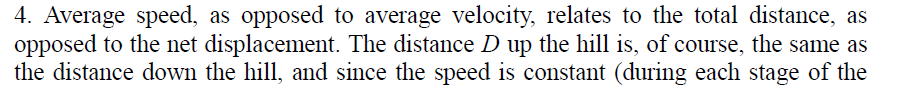 4. Average speed, as opposed to average velocity, relates to the total distance, as
opposed to the net displacement. The distance D up the hill is, of course, the same as
the distance down the hill, and since the speed is constant (during each stage of the